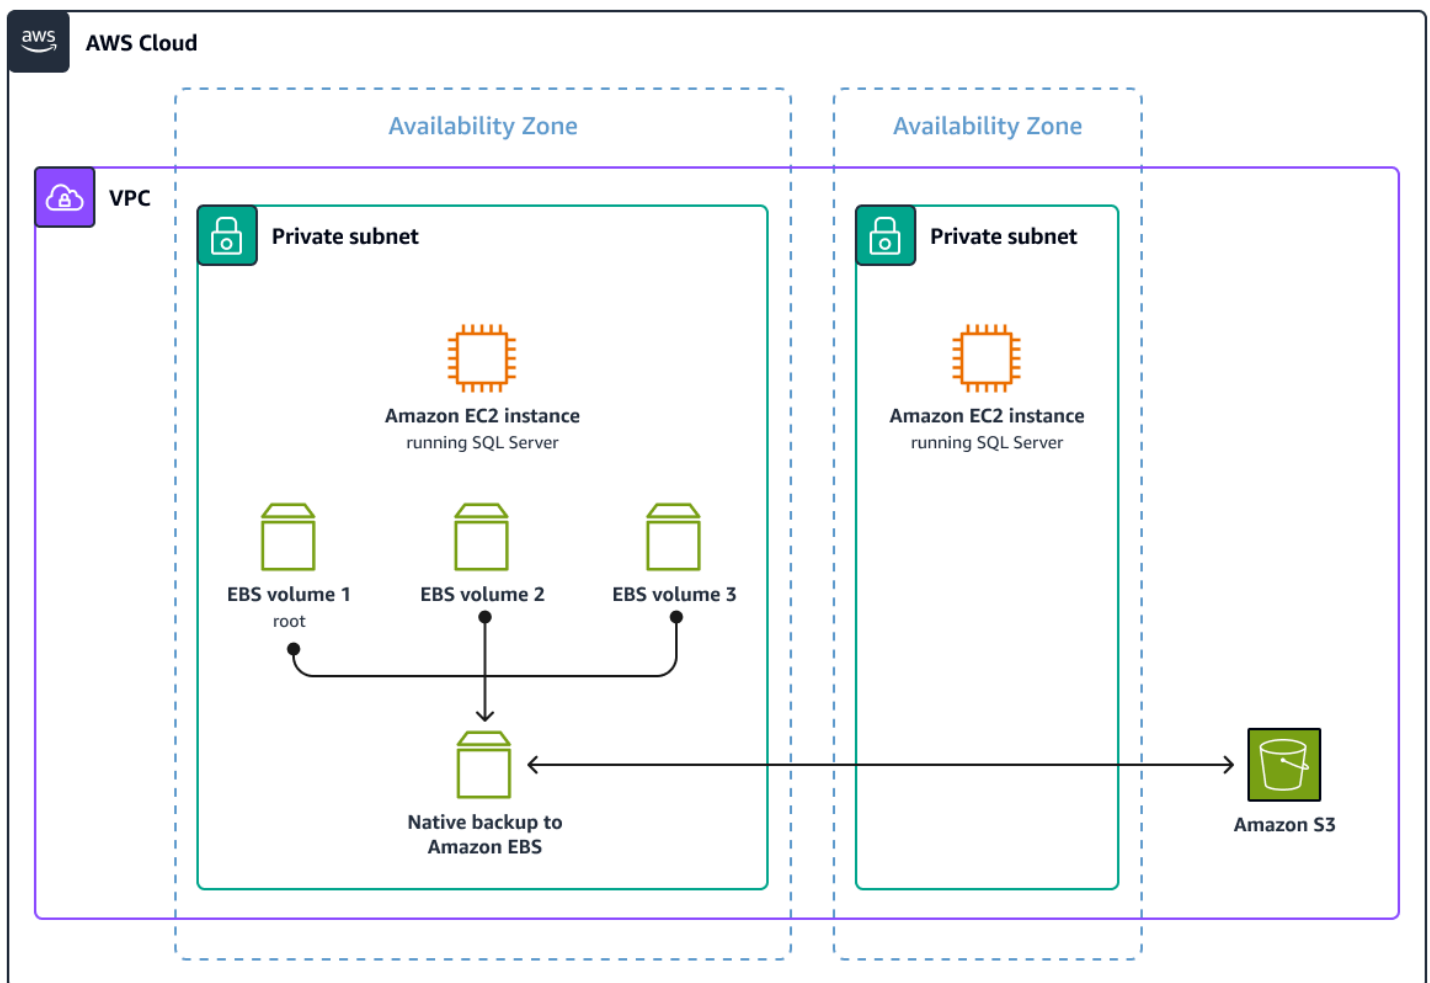 aws
AWS Cloud
Availability Zone
Availability Zone
VPC
Private subnet
Private subnet
Amazon EC2 instance
running SQL Server
Amazon EC2 instance
running SQL Server
EBS volume 1
root
EBS volume 2
EBS volume 3
Native backup to
Amazon EBS
Amazon S3